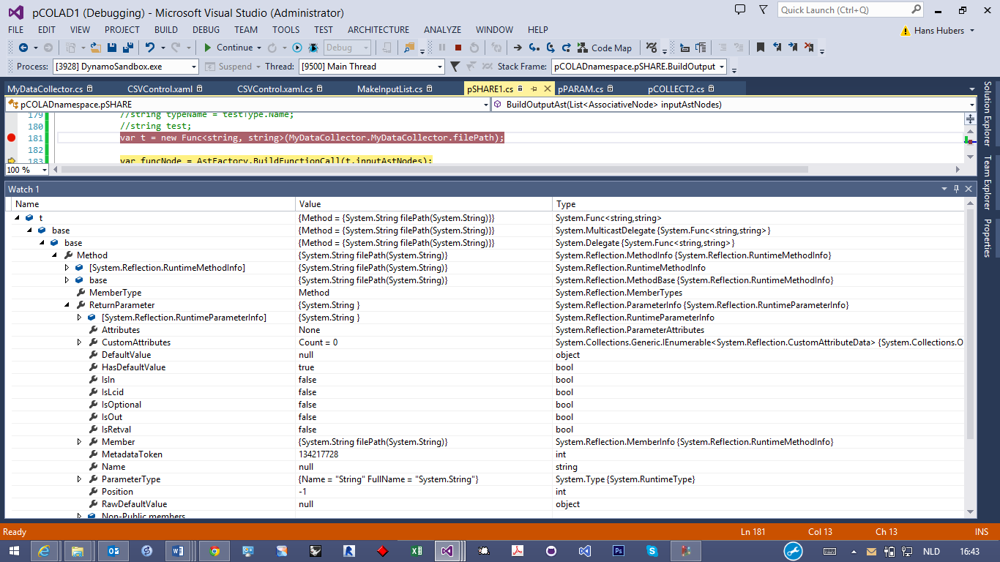 pCOLAD1 (Debugging) - Microsoft Visual Studio (Administrator)
Quick Launch (Ctrl+Q)
FILE EDIT VIEW PROJECT BUILD DEBUG TEAM TOOLS TEST ARCHITECTURE ANALYZE WINDOW HELP
Hans Hubers
Continue Debug Code Map
Process: [3928] DynamoSandbox.exe Suspend Thread: [9500] Main Thread Stack Frame: pCOLADnamespace.pSHARE.BuildOutput
MyDataCollector.cs CSVControl.xaml CSVControl.xaml.cs MakeInputList.cs pSHARE1.cs pPARAM.cs pCOLLECT2.cs
pCOLADnamespace.pSHARE BuildOutputAst(List<AssociativeNode> inputAstNodes)
179 //string typeName = testType.Name;
180 //string test;
181 var t = new Func<string, string>(MyDataCollector.MyDataCollector.filePath);
182
183 var funcNode = AstFactory.BuildFunctionCall(t,inputAstNodes);
100 %
Solution Explorer
Team Explorer
Properties
Watch 1
Name Value Type
t {Method = {System.String filePath(System.String)}} System.Func<string,string>
base {Method = {System.String filePath(System.String)}} System.MulticastDelegate {System.Func<string,string>}
base {Method = {System.String filePath(System.String)}} System.Delegate {System.Func<string,string>}
Method {System.String filePath(System.String)} System.Reflection.MethodInfo {System.Reflection.RuntimeMethodInfo}
[System.Reflection.RuntimeMethodInfo] {System.String filePath(System.String)} System.Reflection.RuntimeMethodInfo
base {System.String filePath(System.String)} System.Reflection.MethodBase {System.Reflection.RuntimeMethodInfo}
MemberType Method System.Reflection.MemberTypes
ReturnParameter {System.String } System.Reflection.ParameterInfo {System.Reflection.RuntimeParameterInfo}
[System.Reflection.RuntimeParameterInfo] {System.String } System.Reflection.RuntimeParameterInfo
Attributes None System.Reflection.ParameterAttributes
CustomAttributes Count = 0 System.Collections.Generic.IEnumerable<System.Reflection.CustomAttributeData> {System.Collections.O
DefaultValue null object
HasDefaultValue true bool
IsIn false bool
IsLcid false bool
IsOptional false bool
IsOut false bool
IsRetval false bool
Member {System.String filePath(System.String)} System.Reflection.MemberInfo {System.Reflection.RuntimeMethodInfo}
MetadataToken 134217728 int
Name null string
ParameterType {Name = "String" FullName = "System.String"} System.Type {System.RuntimeType}
Position -1 int
RawDefaultValue null object
Non-Public members
Ready Ln 181 Col 13 Ch 13 INS
NLD 16:43